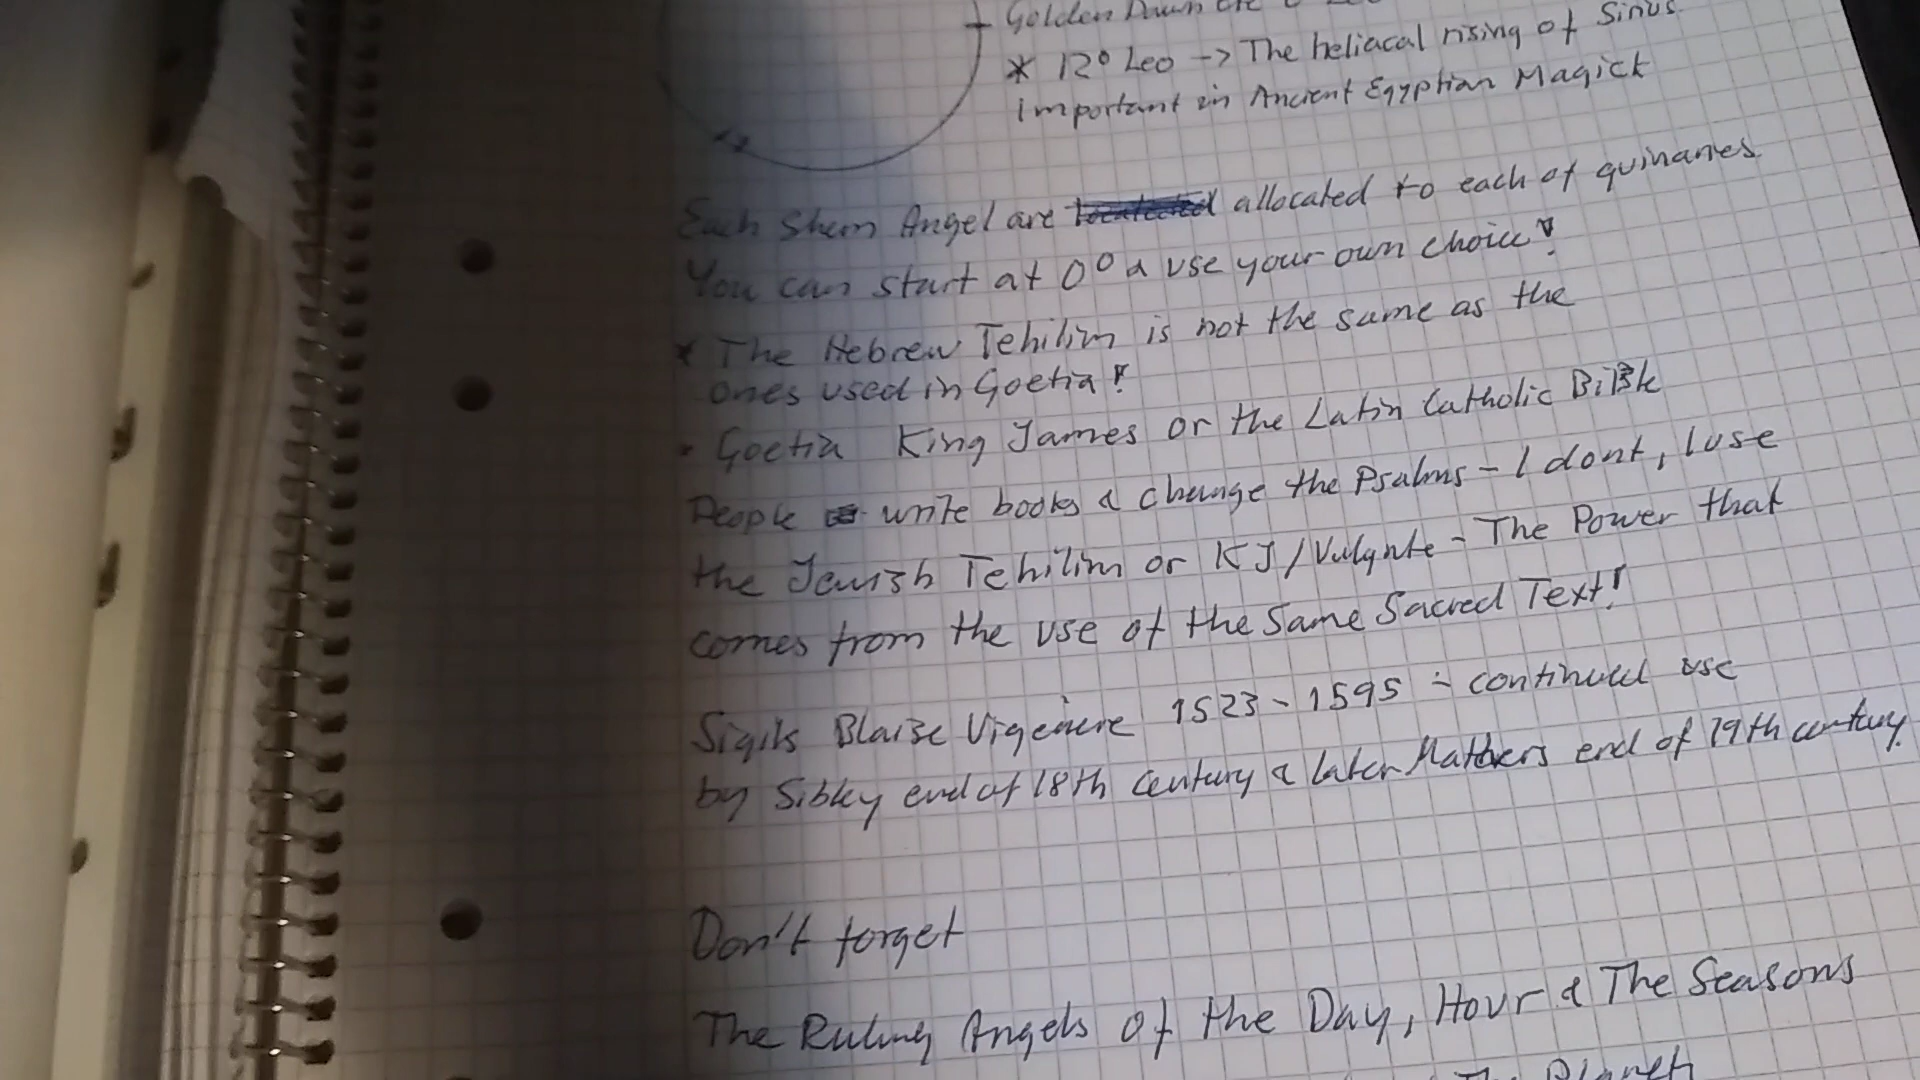 Golden Dawn
* 12° Leo -> The heliacal rising of Sirius
important in Ancient Egyptian Magick
Each Shem Angel are allocated to each of quinaries
You can start at 0° & use your own choice!
* The Hebrew Tehilim is not the same as the
ones used in Goetia!
• Goetia King James or the Latin Catholic
People write books & change the Psalms - I dont, I use
the Jewish Tehilim or KJ/Vulgate - The Power that
comes from the use of the Same Sacred Text!
Sigils Blaise Vigenere 1523 - 1595 - continued use
by Sibley end of 18th century & later Mathers end of 19th century.
Don't forget
The Ruling Angels of the Day, Hour & The Seasons
The Planet